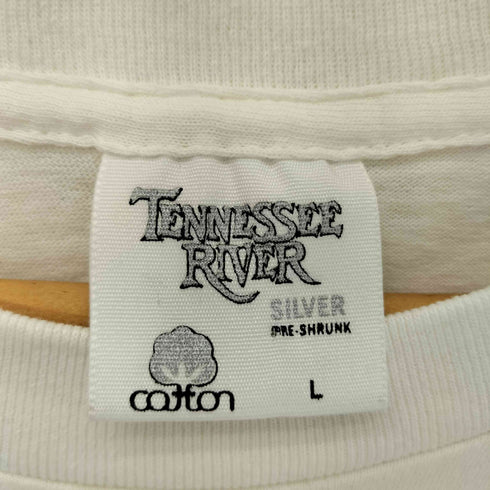 TENNESSEE
RIVER
SILVER
PRE-SHRUNK
cotton
L